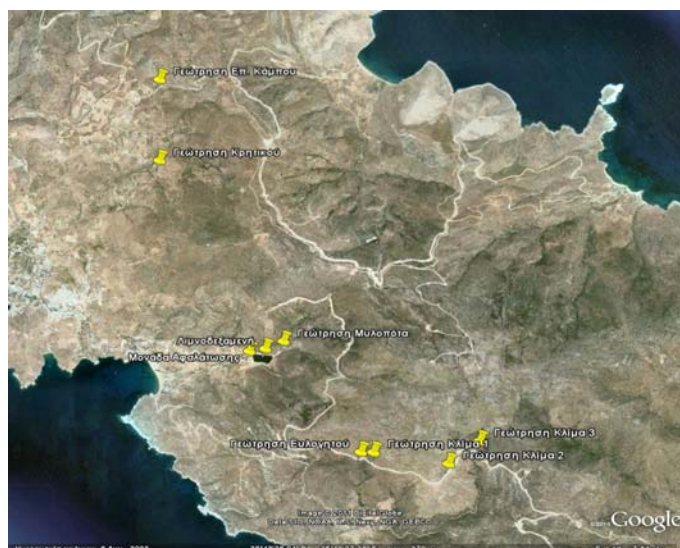 Γεώτρηση Επ. Κάμπου
Γεώτρηση Κρητικού
Γεώτρηση Μυλοπότα
Λιμνοδεξαμενή
Μονάδα Αφαλάτωσης
Γεώτρηση Κλίμα 3
Γεώτρηση Ευλογητού
Γεώτρηση Κλίμα 1
Γεώτρηση Κλίμα 2
Google